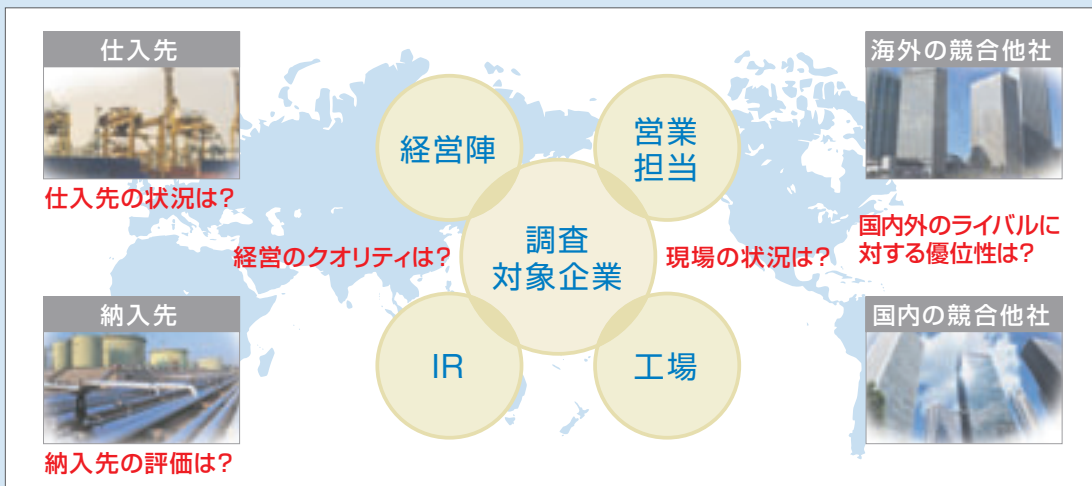 仕入先
仕入先の状況は?
納入先
納入先の評価は?
経営陣
営業
担当
経営のクオリティは?
調査
対象企業
現場の状況は?
IR
工場
海外の競合他社
国内外のライバルに
対する優位性は?
国内の競合他社